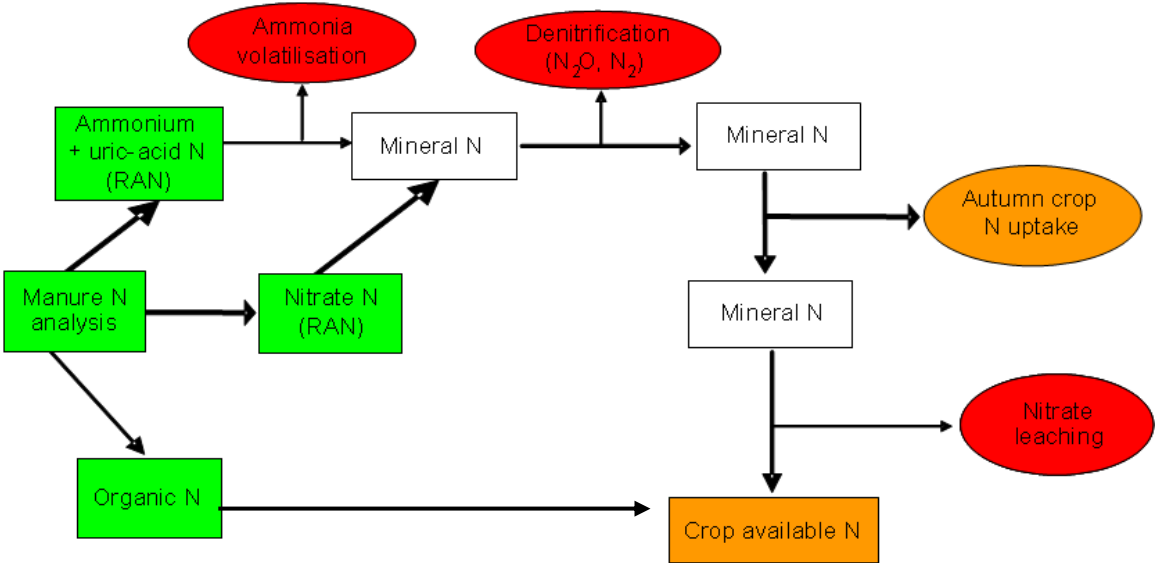 Ammonia
volatilisation
Denitrification
(N₂O, N₂)
Ammonium
+ uric-acid N
(RAN)
Mineral N
Mineral N
Autumn crop
N uptake
Manure N
analysis
Nitrate N
(RAN)
Mineral N
Nitrate
leaching
Organic N
Crop available N